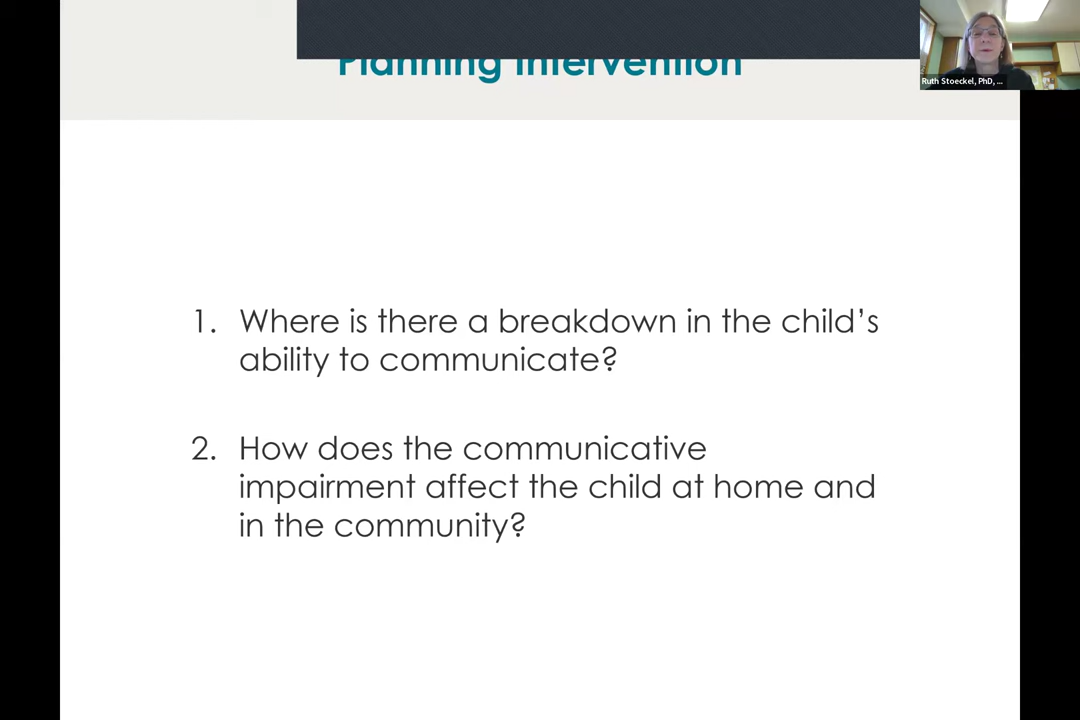 Planning Intervention
Ruth Stoeckel, PhD, ...
1. Where is there a breakdown in the child's
ability to communicate?
2. How does the communicative
impairment affect the child at home and
in the community?